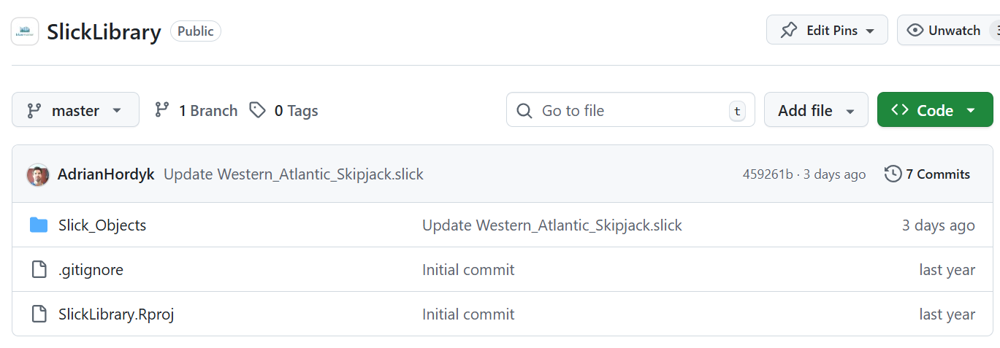 SlickLibrary Public Edit Pins Unwatch
master 1 Branch 0 Tags Go to file t Add file Code
AdrianHordyk Update Western_Atlantic_Skipjack.slick 459261b · 3 days ago 7 Commits
Slick_Objects Update Western_Atlantic_Skipjack.slick 3 days ago
.gitignore Initial commit last year
SlickLibrary.Rproj Initial commit last year